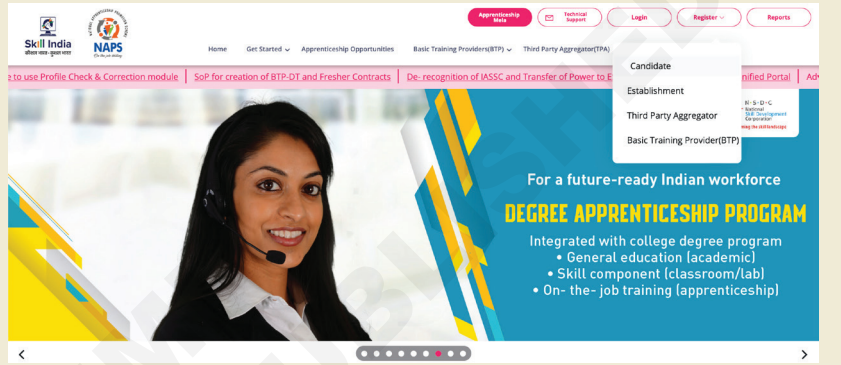 Apprenticeship
Mela
Technical
Support
Login
Register
Reports
Skill India
कौशल भारत - कुशल भारत
NAPS
Home
Get Started
Apprenticeship Opportunities
Basic Training Providers(BTP)
Third Party Aggregator(TPA)
e to use Profile Check & Correction module | SoP for creation of BTP-DT and Fresher Contracts | De- recognition of IASSC and Transfer of Power to E
nified Portal | Adv
Candidate
Establishment
Third Party Aggregator
Basic Training Provider(BTP)
N·S·D·C
National
Skill Development
Corporation
For a future-ready Indian workforce
DEGREE APPRENTICESHIP PROGRAM
Integrated with college degree program
• General education (academic)
• Skill component (classroom/lab)
• On- the- job training (apprenticeship)